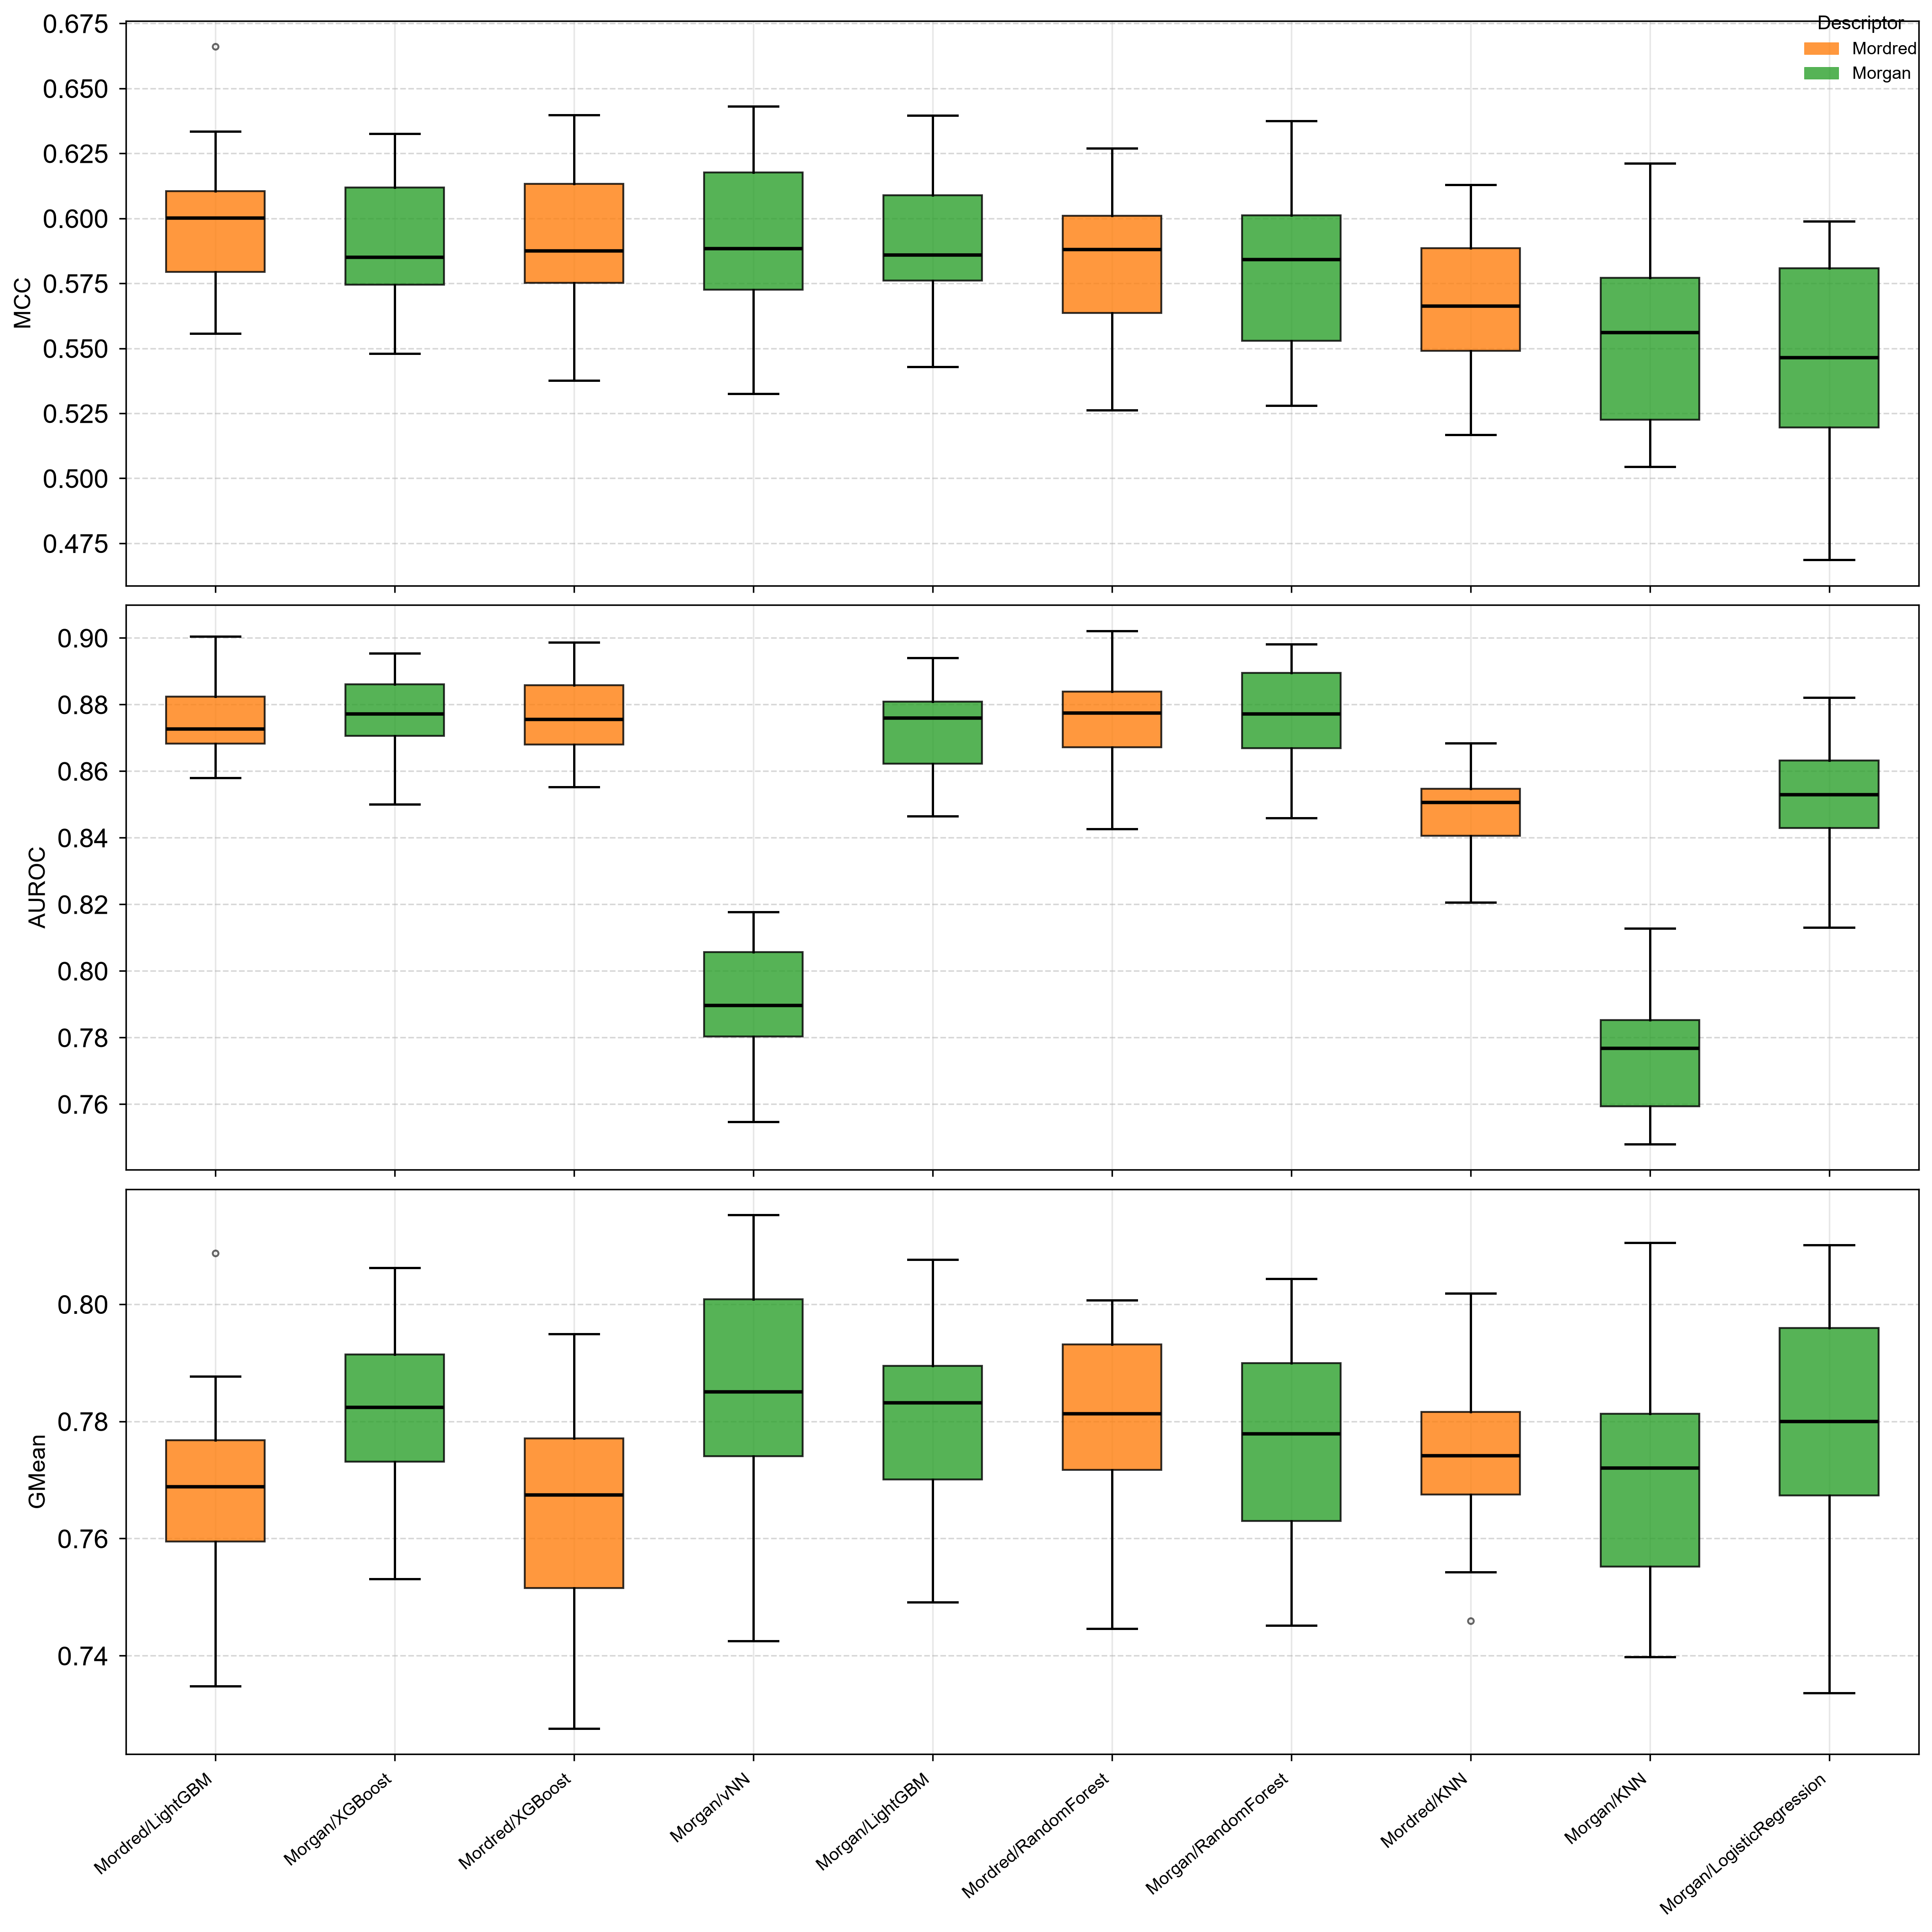 0.675
0.650
0.625
0.600
0.575
0.550
0.525
0.500
0.475
MCC
Descriptor
Mordred
Morgan
0.90
0.88
0.86
0.84
0.82
0.80
0.78
0.76
AUROC
0.80
0.78
0.76
0.74
GMean
Mordred/LightGBM
Morgan/XGBoost
Mordred/XGBoost
Morgan/vNN
Morgan/LightGBM
Mordred/RandomForest
Morgan/RandomForest
Mordred/KNN
Morgan/KNN
Morgan/LogisticRegression